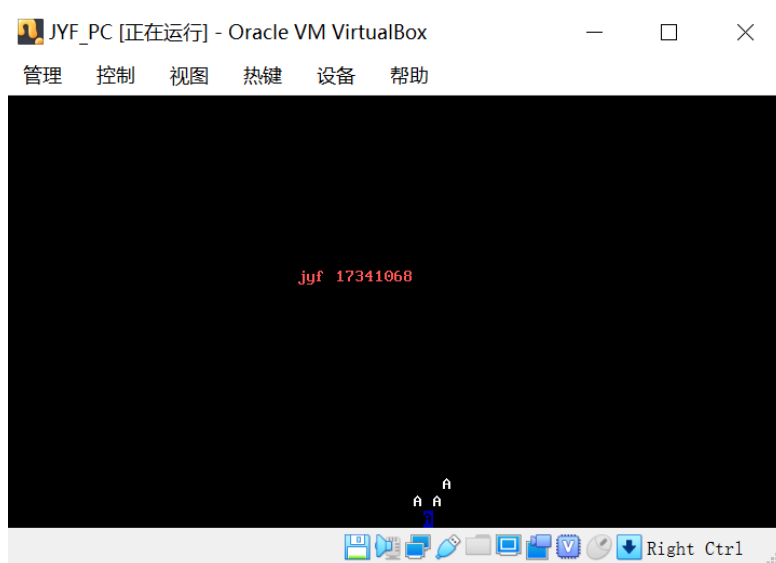 JYF_PC [正在运行] - Oracle VM VirtualBox
管理 控制 视图 热键 设备 帮助
jyf 17341068
A
A A
V Right Ctrl